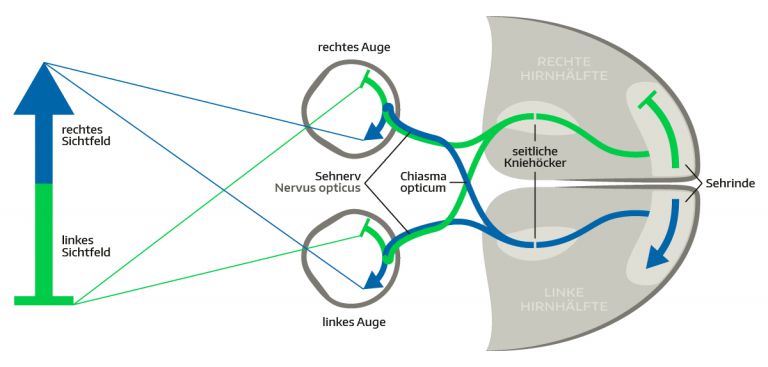 rechtes Auge
RECHTE
HIRNHÄLFTE
rechtes
Sichtfeld
seitliche
Kniehöcker
Sehnerv
Nervus opticus
Chiasma
opticum
Sehrinde
linkes
Sichtfeld
LINKE
HIRNHÄLFTE
linkes Auge